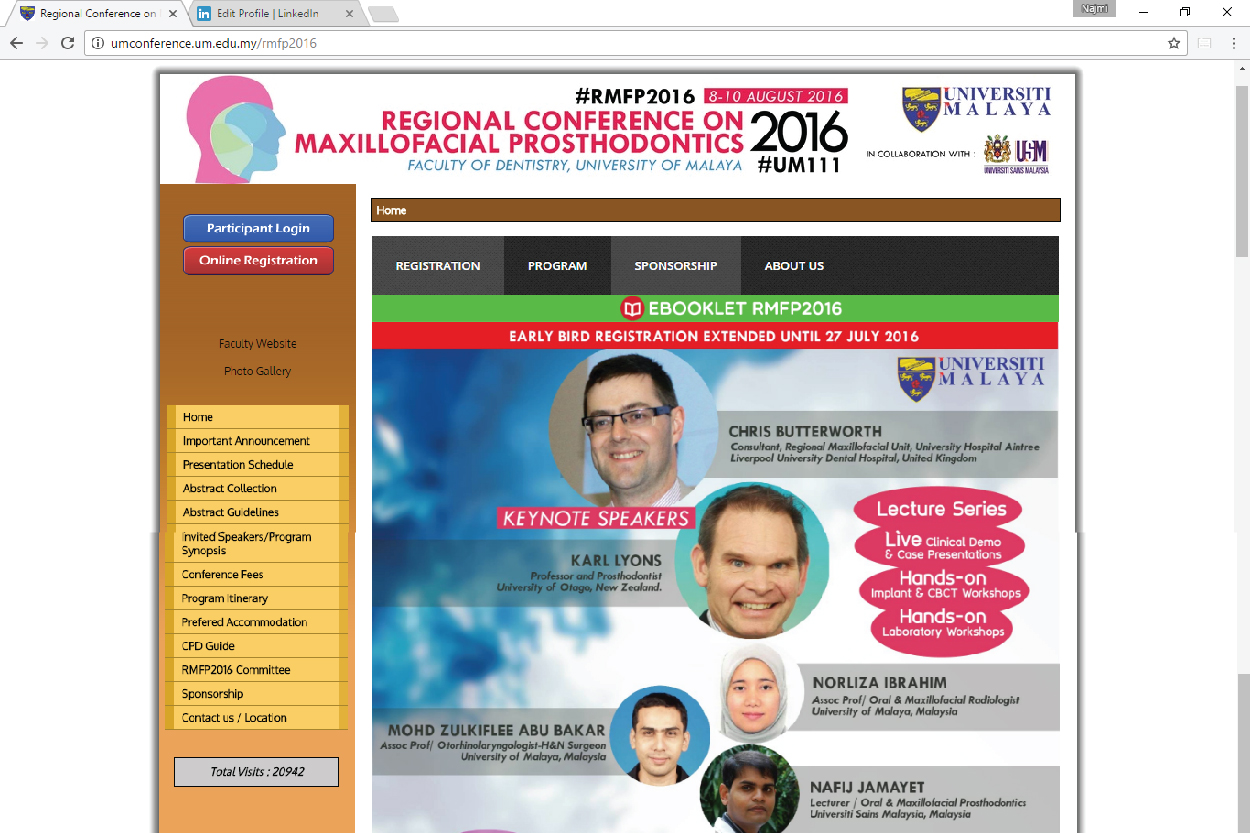 Regional Conference on
Edit Profile | LinkedIn
Najmi
umconference.um.edu.my/rmfp2016
#RMFP2016 8-10 AUGUST 2016
REGIONAL CONFERENCE ON
MAXILLOFACIAL PROSTHODONTICS
2016
FACULTY OF DENTISTRY, UNIVERSITY OF MALAYA
#UM111
UNIVERSITI
MALAYA
IN COLLABORATION WITH :
USM
UNIVERSITI SAINS MALAYSIA
Participant Login
Online Registration
Faculty Website
Photo Gallery
Home
Important Announcement
Presentation Schedule
Abstract Collection
Abstract Guidelines
Invited Speakers/Program
Synopsis
Conference Fees
Program Itinerary
Prefered Accommodation
CPD Guide
RMFP2016 Committee
Sponsorship
Contact us / Location
Total Visits : 20942
Home
REGISTRATION PROGRAM SPONSORSHIP ABOUT US
EBOOKLET RMFP2016
EARLY BIRD REGISTRATION EXTENDED UNTIL 27 JULY 2016
UNIVERSITI
MALAYA
CHRIS BUTTERWORTH
Consultant, Regional Maxillofacial Unit, University Hospital Aintree
Liverpool University Dental Hospital, United Kingdom
KEYNOTE SPEAKERS
KARL LYONS
Professor and Prosthodontist
University of Otago, New Zealand.
Lecture Series
Live Clinical Demo
& Case Presentations
Hands-on
Implant & CBCT Workshops
Hands-on
Laboratory Workshops
NORLIZA IBRAHIM
Assoc Prof/ Oral & Maxillofacial Radiologist
University of Malaya, Malaysia
MOHD ZULKIFLEE ABU BAKAR
Assoc Prof/ Otorhinolaryngologist-H&N Surgeon
University of Malaya, Malaysia
NAFIJ JAMAYET
Lecturer / Oral & Maxillofacial Prosthodontics
Universiti Sains Malaysia, Malaysia